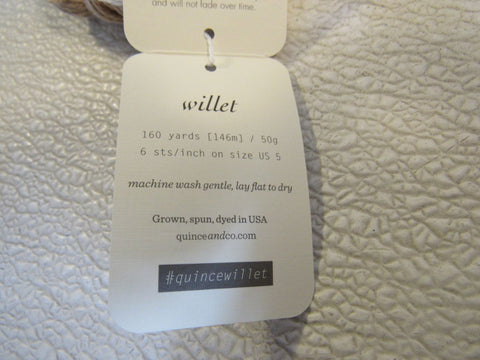 and will not fade over time.
willet
160 yards [146m] / 50g
6 sts/inch on size US 5
machine wash gentle, lay flat to dry
Grown, spun, dyed in USA
quinceandco.com
#quincewillet